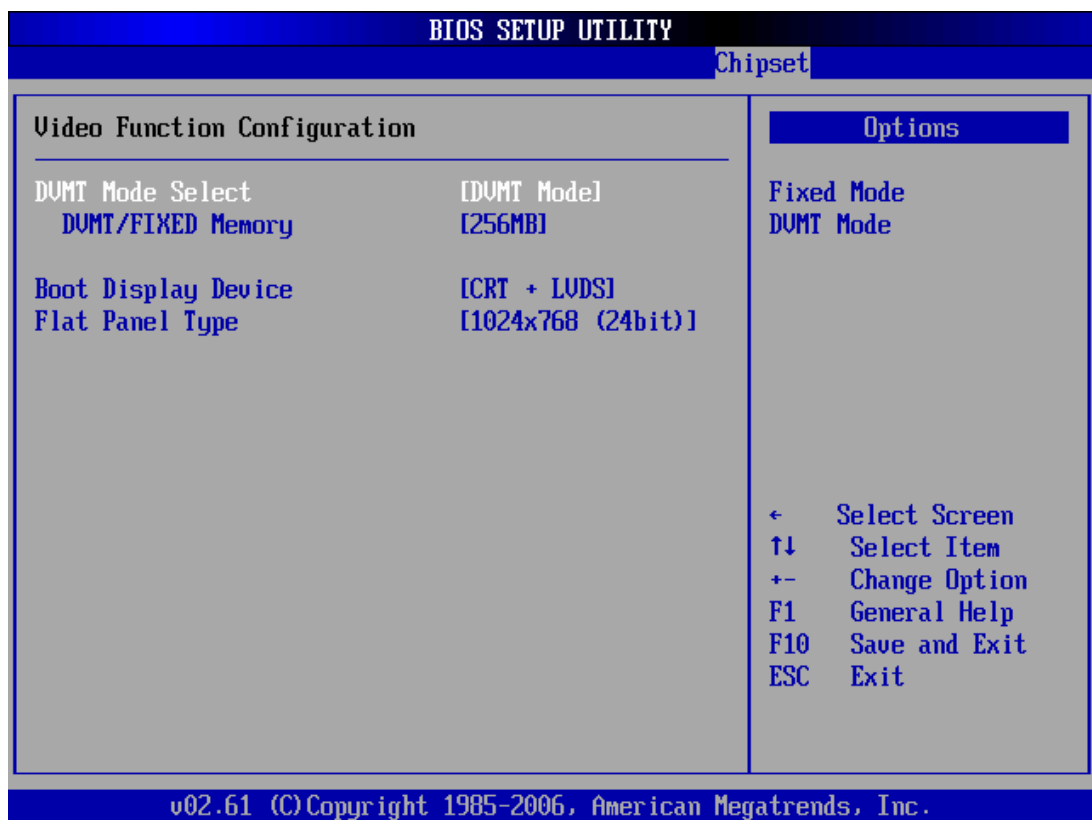 BIOS SETUP UTILITY
Chipset
Video Function Configuration
DVMT Mode Select [DVMT Mode]
DVMT/FIXED Memory [256MB]
Boot Display Device [CRT + LVDS]
Flat Panel Type [1024x768 (24bit)]
Options
Fixed Mode
DVMT Mode
← Select Screen
↑↓ Select Item
+- Change Option
F1 General Help
F10 Save and Exit
ESC Exit
v02.61 (C)Copyright 1985-2006, American Megatrends, Inc.